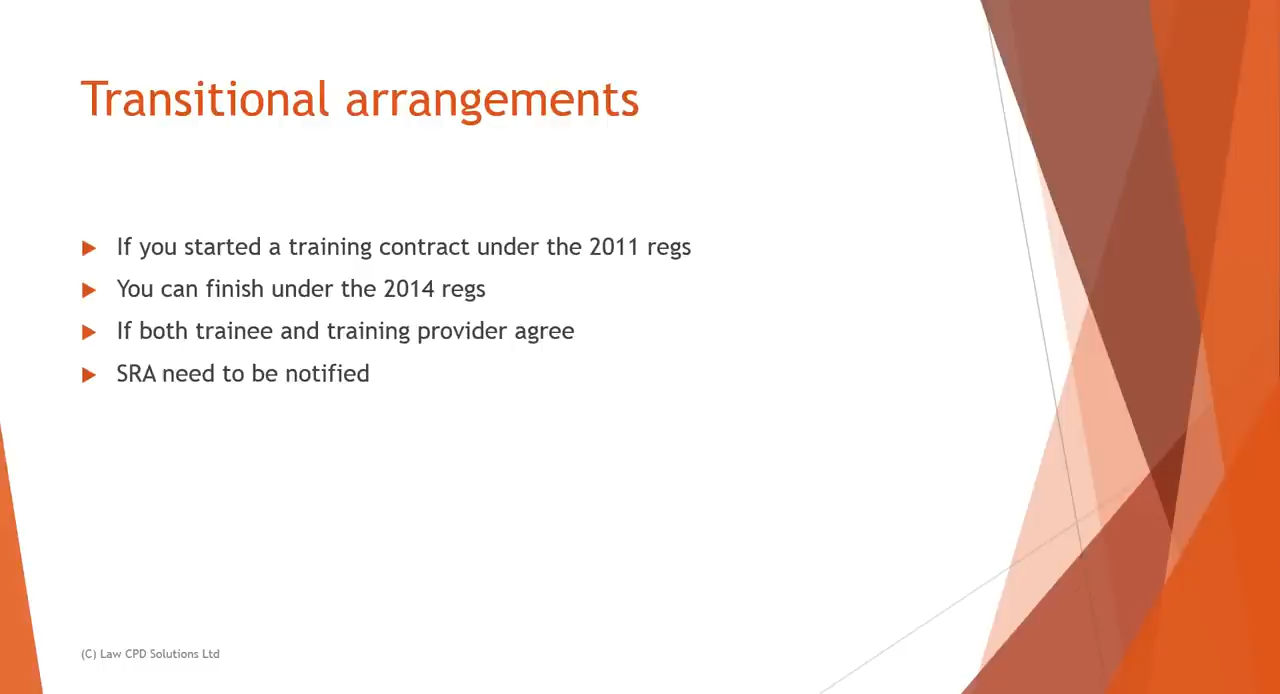 Transitional arrangements
If you started a training contract under the 2011 regs
You can finish under the 2014 regs
If both trainee and training provider agree
SRA need to be notified
(C) Law CPD Solutions Ltd